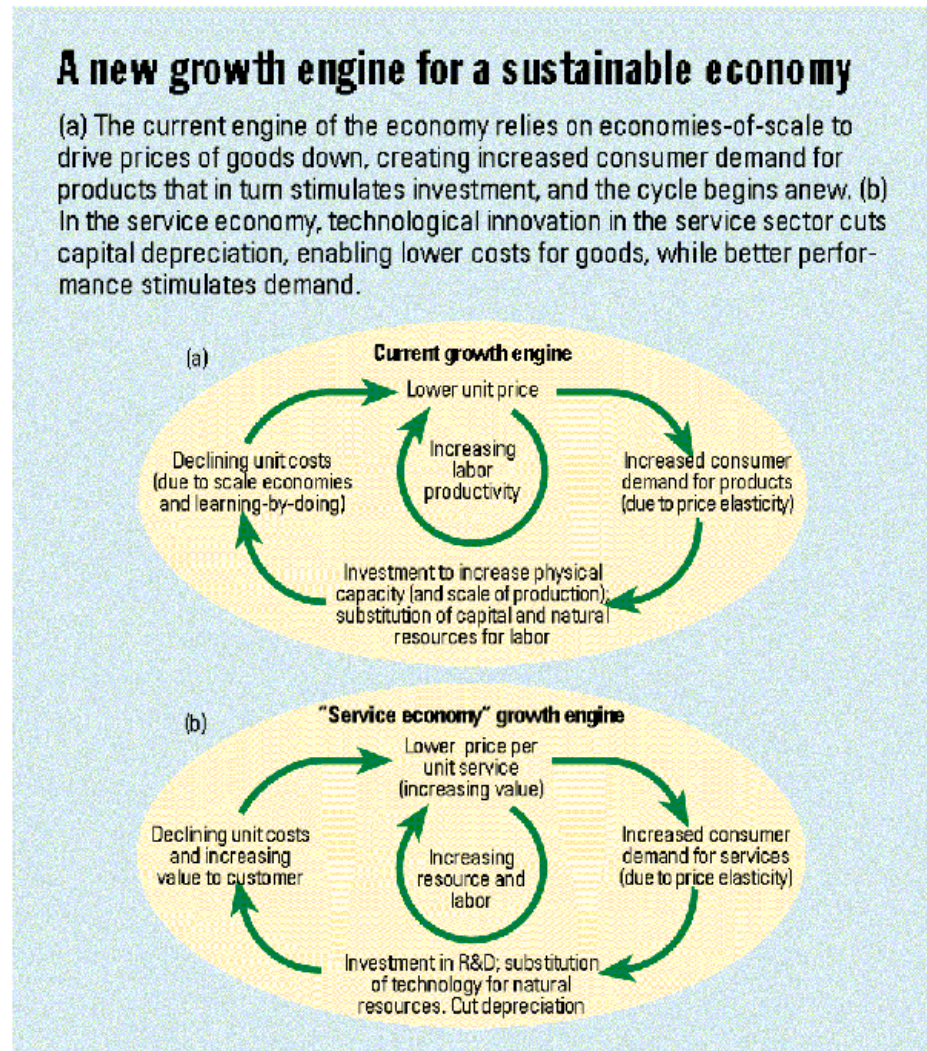 A new growth engine for a sustainable economy
(a) The current engine of the economy relies on economies-of-scale to
drive prices of goods down, creating increased consumer demand for
products that in turn stimulates investment, and the cycle begins anew. (b)
In the service economy, technological innovation in the service sector cuts
capital depreciation, enabling lower costs for goods, while better perfor-
mance stimulates demand.
(a)
Current growth engine
Lower unit price
Increasing
labor
productivity
Declining unit costs
(due to scale economies
and learning-by-doing)
Increased consumer
demand for products
(due to price elasticity)
Investment to increase physical
capacity (and scale of production);
substitution of capital and natural
resources for labor
(b)
"Service economy" growth engine
Lower price per
unit service
(increasing value)
Declining unit costs
and increasing
value to customer
Increasing
resource and
labor
Increased consumer
demand for services
(due to price elasticity)
Investment in R&D; substitution
of technology for natural
resources. Cut depreciation